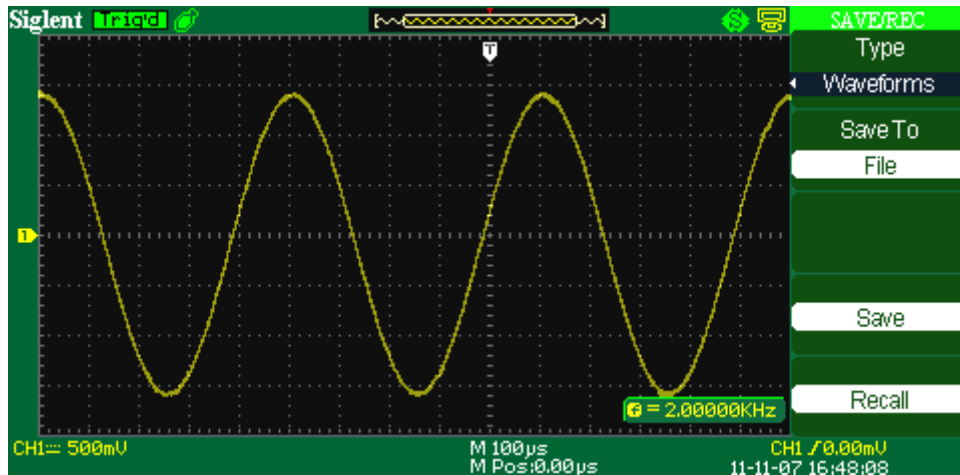 Siglent Trig'd SAVE/REC
T
Type
Waveforms
Save To
File
1
Save
f = 2.00000KHz
Recall
CH1 500mV M 100µs CH1 0.00mV
M Pos:0.00µs 11-11-07 16:48:08